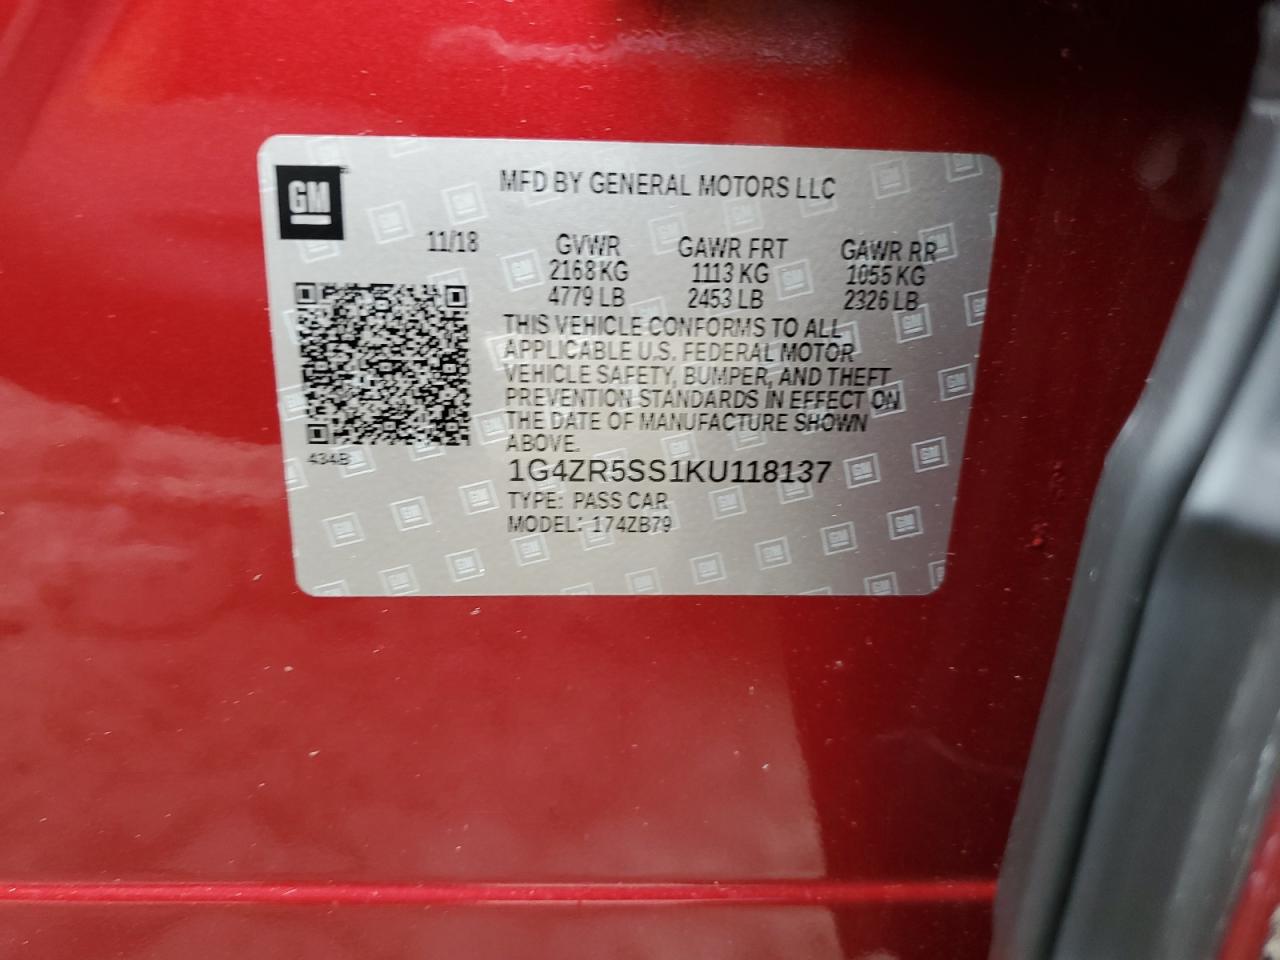 GM
MFD BY GENERAL MOTORS LLC
11/18 GVWR GAWR FRT GAWR RR
2168 KG 1113 KG 1055 KG
4779 LB 2453 LB 2326 LB
THIS VEHICLE CONFORMS TO ALL
APPLICABLE U.S. FEDERAL MOTOR
VEHICLE SAFETY, BUMPER, AND THEFT
PREVENTION STANDARDS IN EFFECT ON
THE DATE OF MANUFACTURE SHOWN
ABOVE.
434B
1G4ZR5SS1KU118137
TYPE: PASS CAR
MODEL: 174ZB79